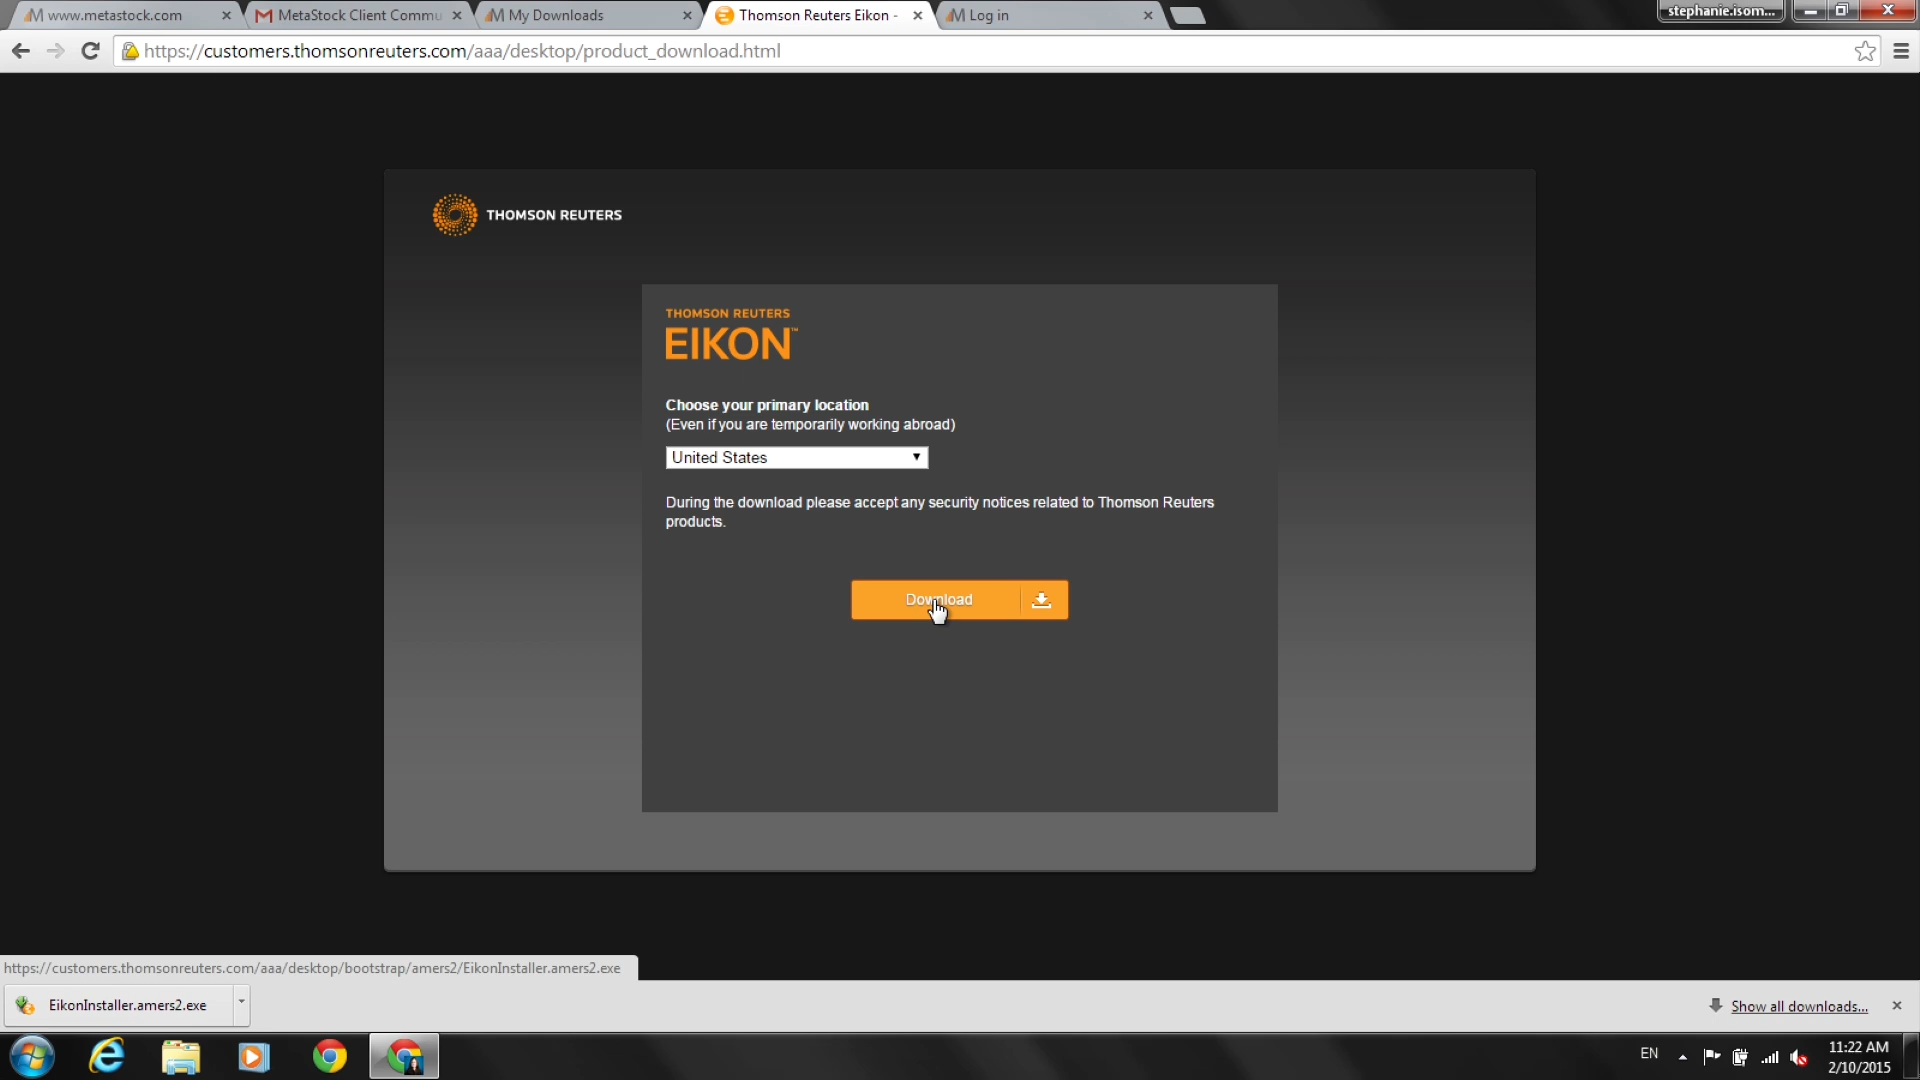 www.metastock.com
MetaStock Client Commu
My Downloads
Thomson Reuters Eikon -
Log in
stephanie.isom...
https://customers.thomsonreuters.com/aaa/desktop/product_download.html
THOMSON REUTERS
THOMSON REUTERS
EIKON™
Choose your primary location
(Even if you are temporarily working abroad)
United States
During the download please accept any security notices related to Thomson Reuters
products.
Download
https://customers.thomsonreuters.com/aaa/desktop/bootstrap/amers2/EikonInstaller.amers2.exe
EikonInstaller.amers2.exe
Show all downloads...
EN
11:22 AM
2/10/2015